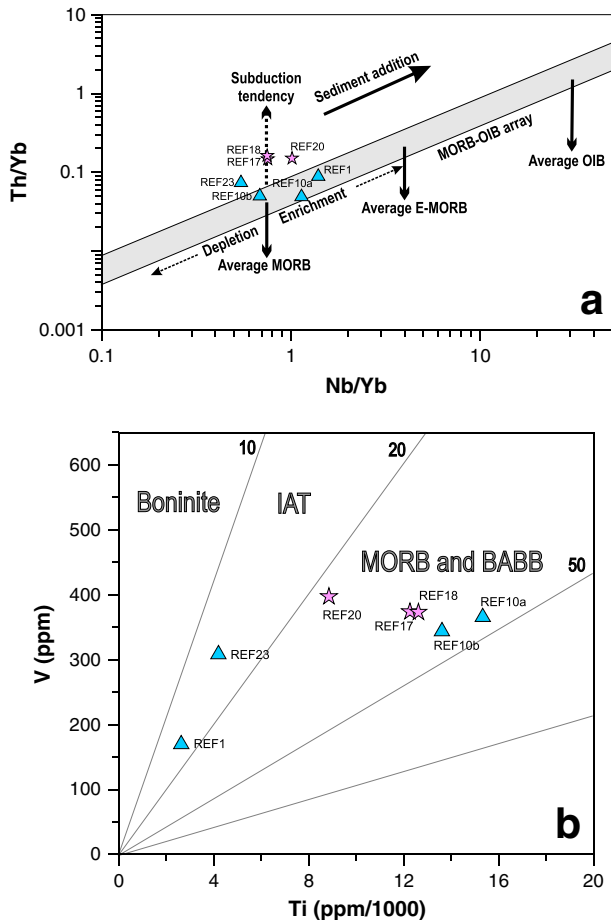 10
1
0.1
0.01
0.001
Th/Yb
Subduction
tendency
Sediment addition
REF18
REF17
REF20
REF23
REF10b
REF10a
REF1
MORB-OIB array
Average OIB
Enrichment
Average E-MORB
Depletion
Average MORB
a
0.1
1
10
Nb/Yb
600
500
400
300
200
100
0
V (ppm)
10
20
50
Boninite
IAT
MORB and BABB
REF20
REF18
REF17
REF10a
REF10b
REF23
REF1
b
0
4
8
12
16
20
Ti (ppm/1000)